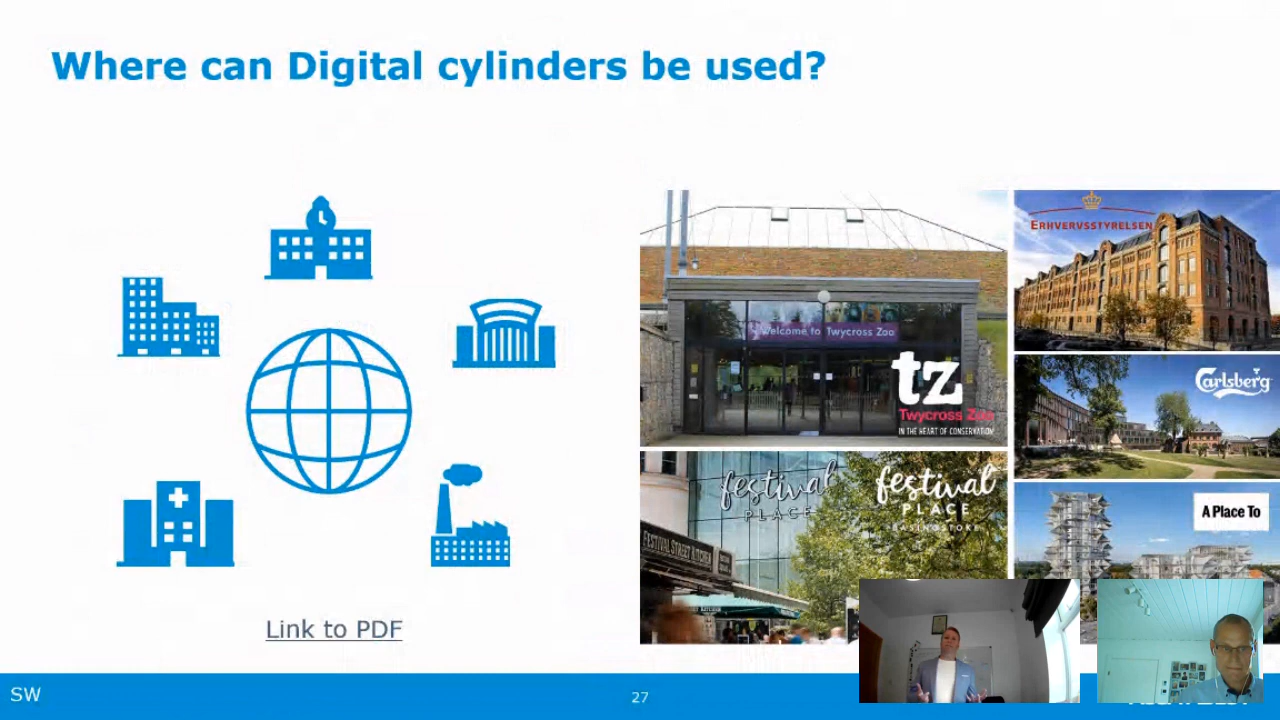 Where can Digital cylinders be used?
ERHVERVSSTYRELSEN
Welcome to Twycross Zoo
tz
Twycross Zoo
IN THE HEART OF CONSERVATION
Carlsberg
festival
PLACE
festival
PLACE
BASINGSTOKE
FESTIVAL STREET KITCHEN
A Place To
Link to PDF
SW
27